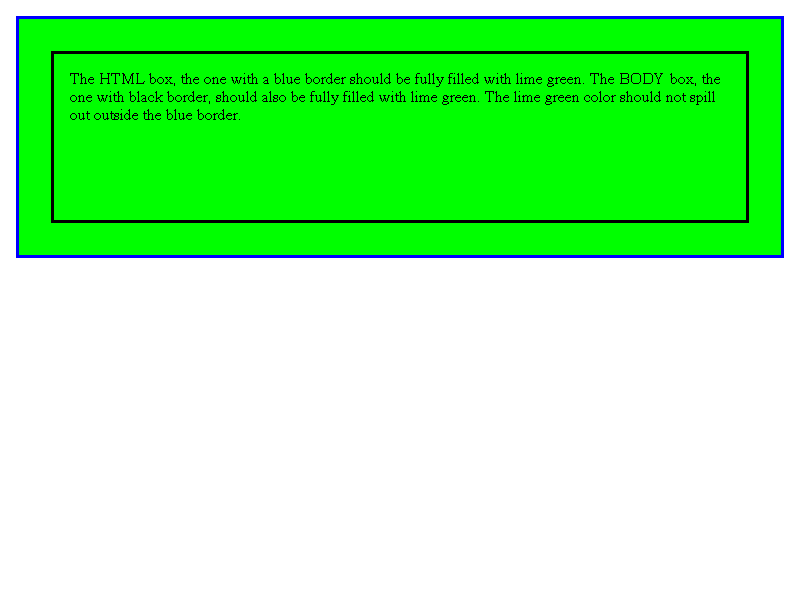 The HTML box, the one with a blue border should be fully filled with lime green. The BODY box, the
one with black border, should also be fully filled with lime green. The lime green color should not spill
out outside the blue border.